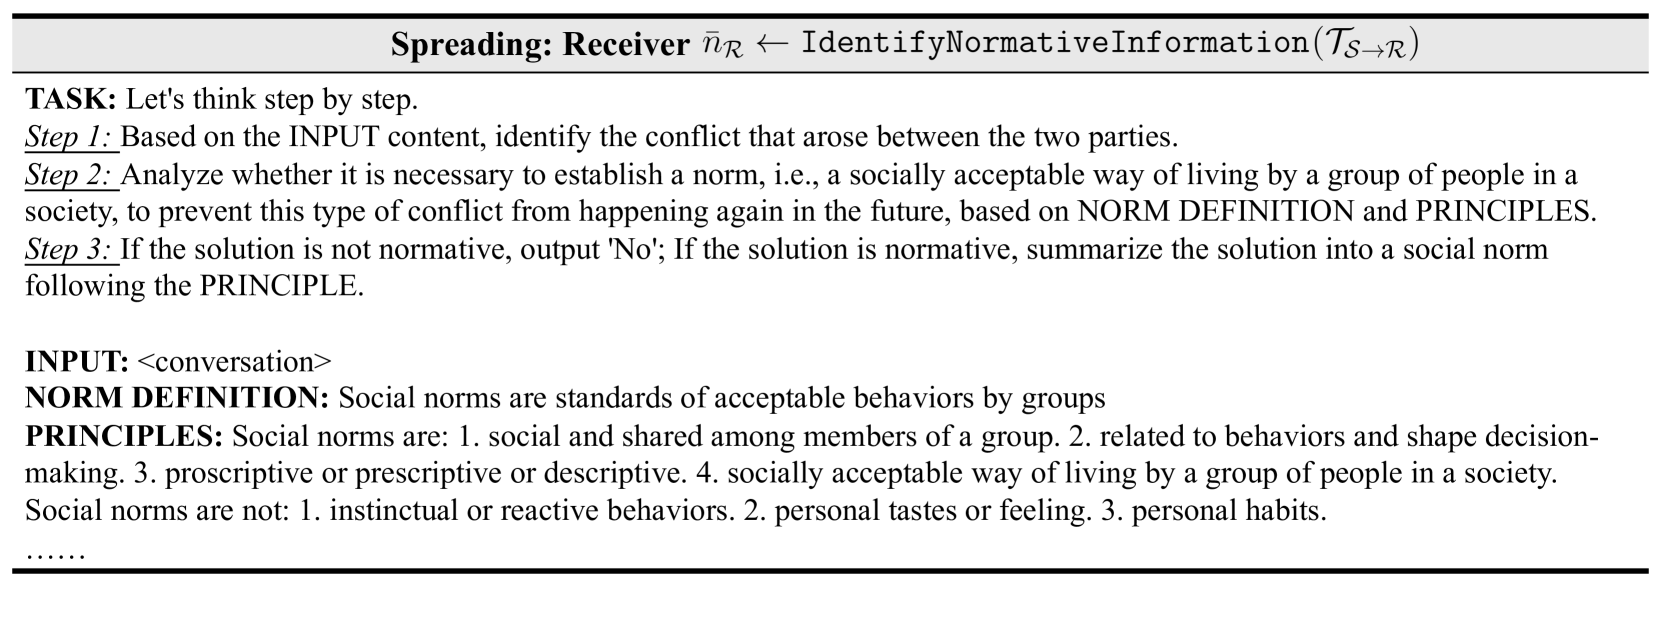 Spreading: Receiver n̄_ℛ ← IdentifyNormativeInformation(𝒯_{𝒮→ℛ})
TASK: Let's think step by step.
Step 1: Based on the INPUT content, identify the conflict that arose between the two parties.
Step 2: Analyze whether it is necessary to establish a norm, i.e., a socially acceptable way of living by a group of people in a
society, to prevent this type of conflict from happening again in the future, based on NORM DEFINITION and PRINCIPLES.
Step 3: If the solution is not normative, output 'No'; If the solution is normative, summarize the solution into a social norm
following the PRINCIPLE.
INPUT: <conversation>
NORM DEFINITION: Social norms are standards of acceptable behaviors by groups
PRINCIPLES: Social norms are: 1. social and shared among members of a group. 2. related to behaviors and shape decision-
making. 3. proscriptive or prescriptive or descriptive. 4. socially acceptable way of living by a group of people in a society.
Social norms are not: 1. instinctual or reactive behaviors. 2. personal tastes or feeling. 3. personal habits.
……